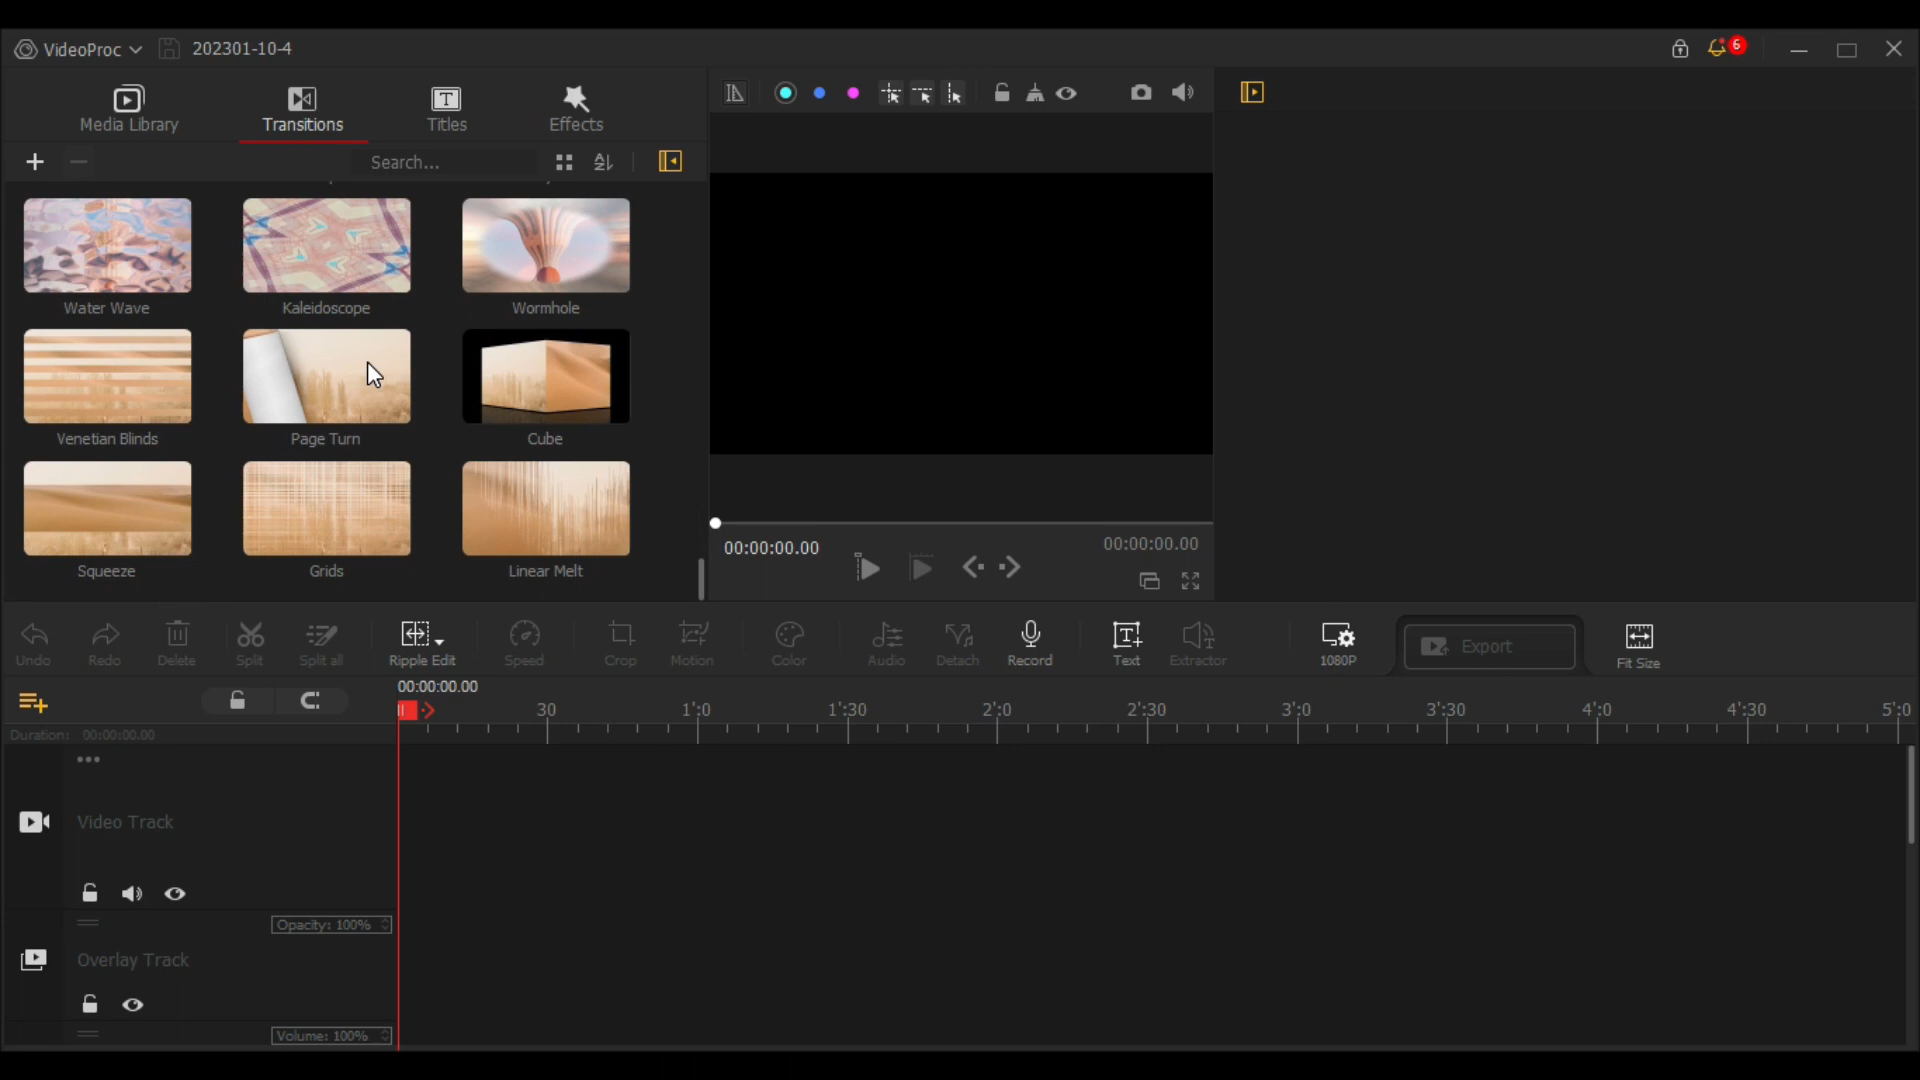 VideoProc
202301-10-4
6
Media Library
Transitions
Titles
Effects
Search...
Water Wave
Kaleidoscope
Wormhole
Venetian Blinds
Page Turn
Cube
Squeeze
Grids
Linear Melt
00:00:00.00
00:00:00.00
Undo
Redo
Delete
Split
Split all
Ripple Edit
Speed
Crop
Motion
Color
Audio
Detach
Record
Text
Extractor
1080P
Export
Fit Size
00:00:00.00
30
1':0
1':30
2':0
2':30
3':0
3':30
4':0
4':30
5':0
Duration: 00:00:00.00
Video Track
Opacity: 100%
Overlay Track
Volume: 100%